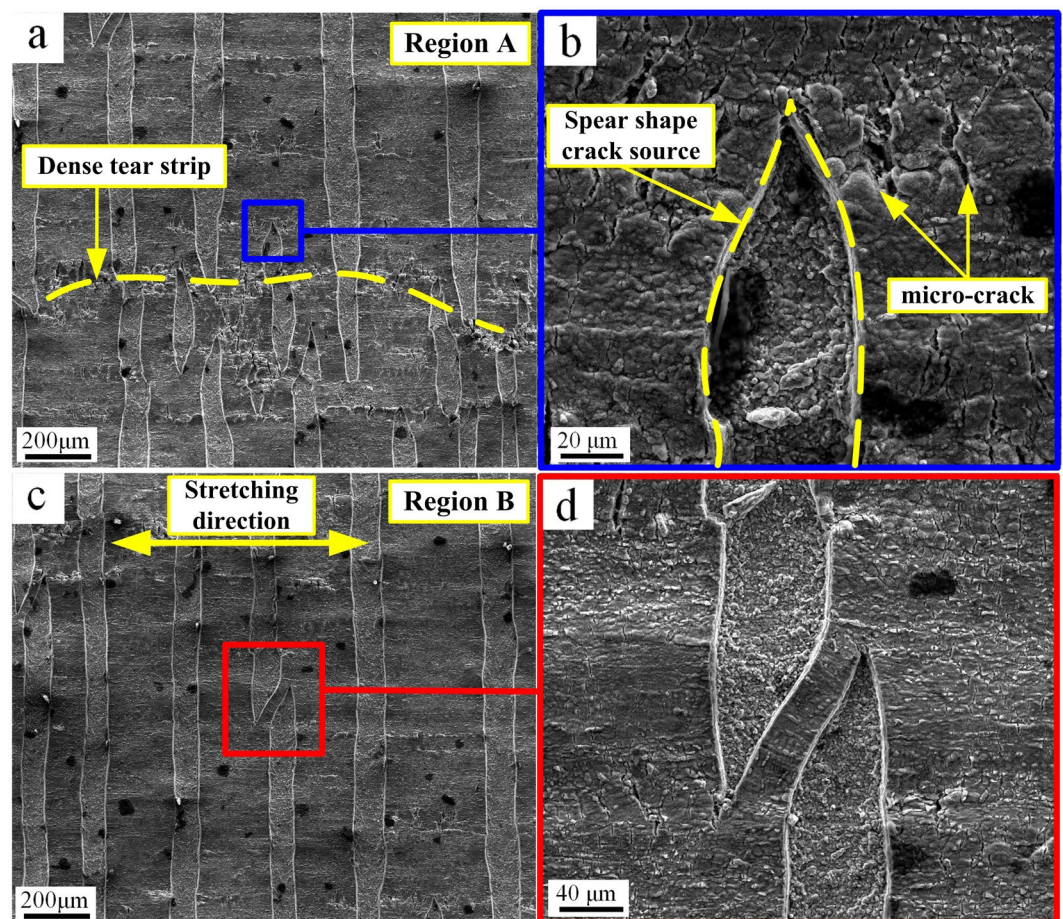 a
Region A
Dense tear strip
200μm
b
Spear shape
crack source
micro-crack
20 μm
c
Stretching
direction
Region B
200μm
d
40 μm